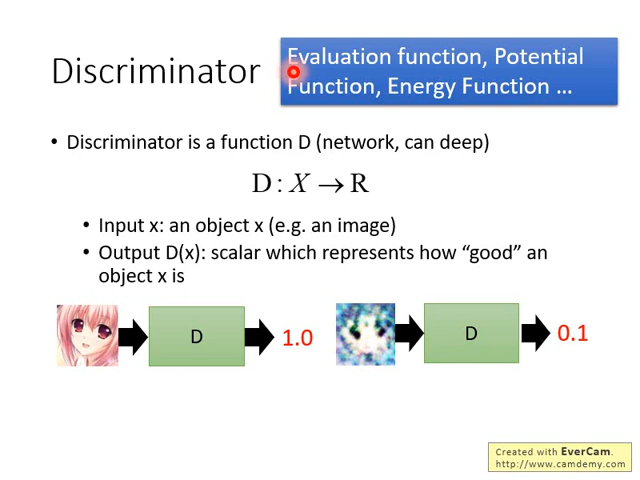 Discriminator
Evaluation function, Potential
Function, Energy Function ...
• Discriminator is a function D (network, can deep)
D : X → R
• Input x: an object x (e.g. an image)
• Output D(x): scalar which represents how “good” an
object x is
D
1.0
D
0.1
Created with EverCam.
http://www.camdemy.com